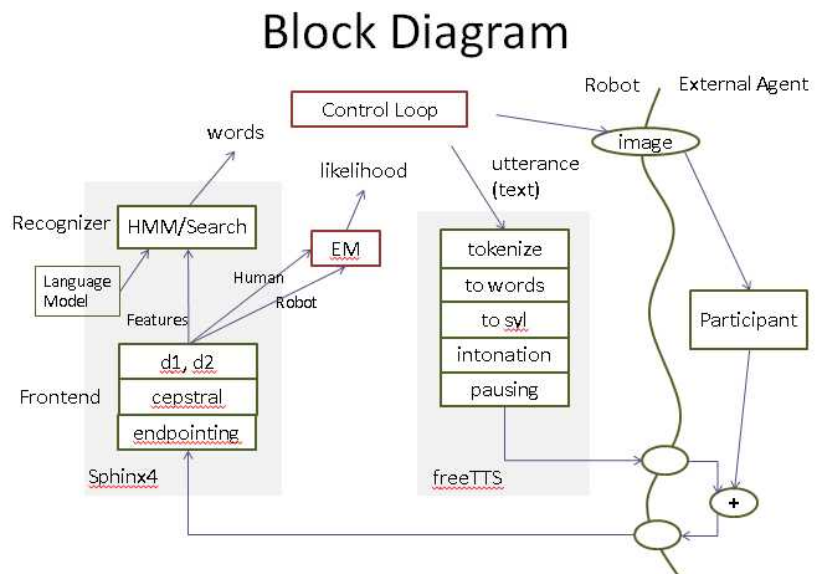 Block Diagram
Robot
External Agent
Control Loop
image
words
likelihood
utterance
(text)
Recognizer
HMM/Search
EM
tokenize
Language
Model
Human
Robot
to words
Features
to syl
Participant
d1, d2
intonation
Frontend
cepstral
pausing
endpointing
Sphinx4
freeTTS
+